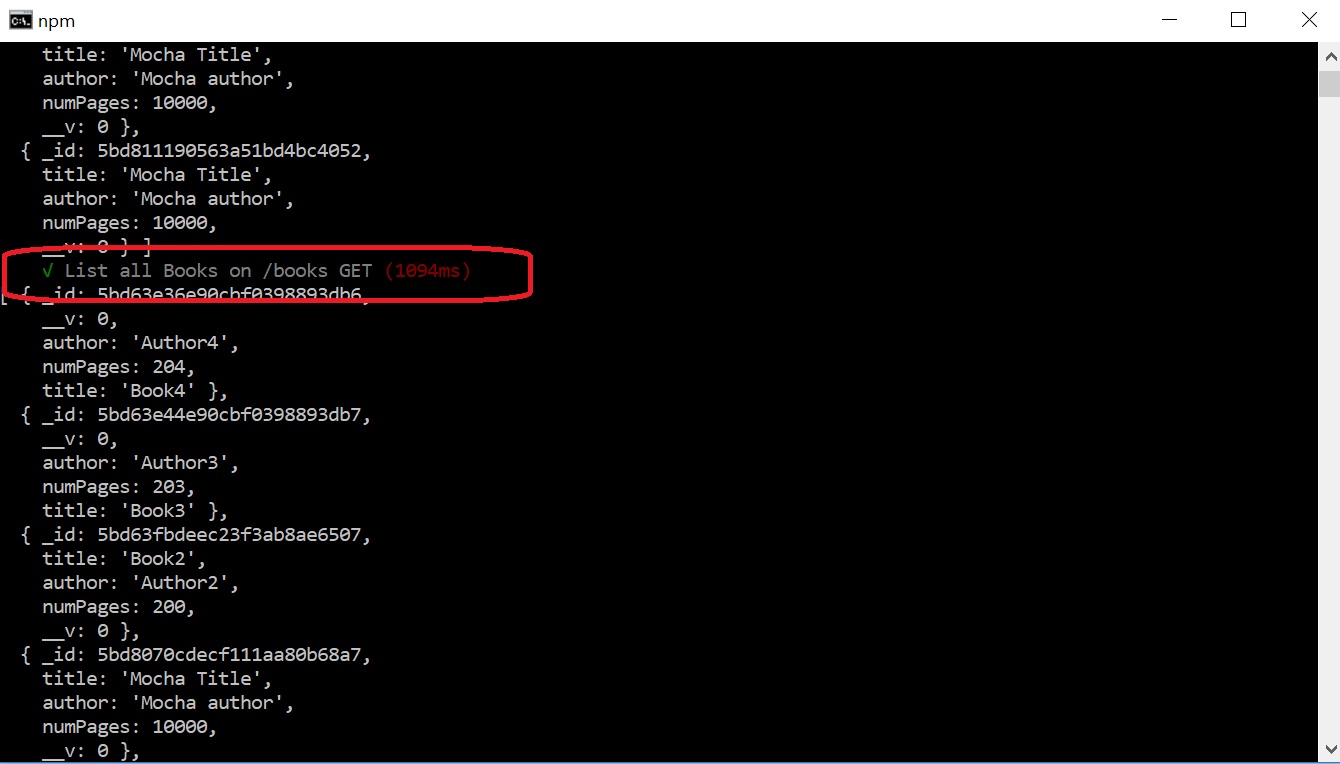 npm
title: 'Mocha Title',
author: 'Mocha author',
numPages: 10000,
__v: 0 },
{ _id: 5bd811190563a51bd4bc4052,
title: 'Mocha Title',
author: 'Mocha author',
numPages: 10000,
__v: 0 } ]
√ List all Books on /books GET (1094ms)
[ { _id: 5bd63e36e90cbf0398893db6,
__v: 0,
author: 'Author4',
numPages: 204,
title: 'Book4' },
{ _id: 5bd63e44e90cbf0398893db7,
__v: 0,
author: 'Author3',
numPages: 203,
title: 'Book3' },
{ _id: 5bd63fbdeec23f3ab8ae6507,
title: 'Book2',
author: 'Author2',
numPages: 200,
__v: 0 },
{ _id: 5bd8070cdecf111aa80b68a7,
title: 'Mocha Title',
author: 'Mocha author',
numPages: 10000,
__v: 0 },